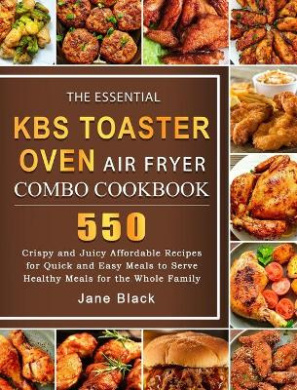 THE ESSENTIAL
KBS TOASTER
OVEN AIR FRYER
COMBO COOKBOOK
550
Crispy and Juicy Affordable Recipes
for Quick and Easy Meals to Serve
Healthy Meals for the Whole Family
Jane Black